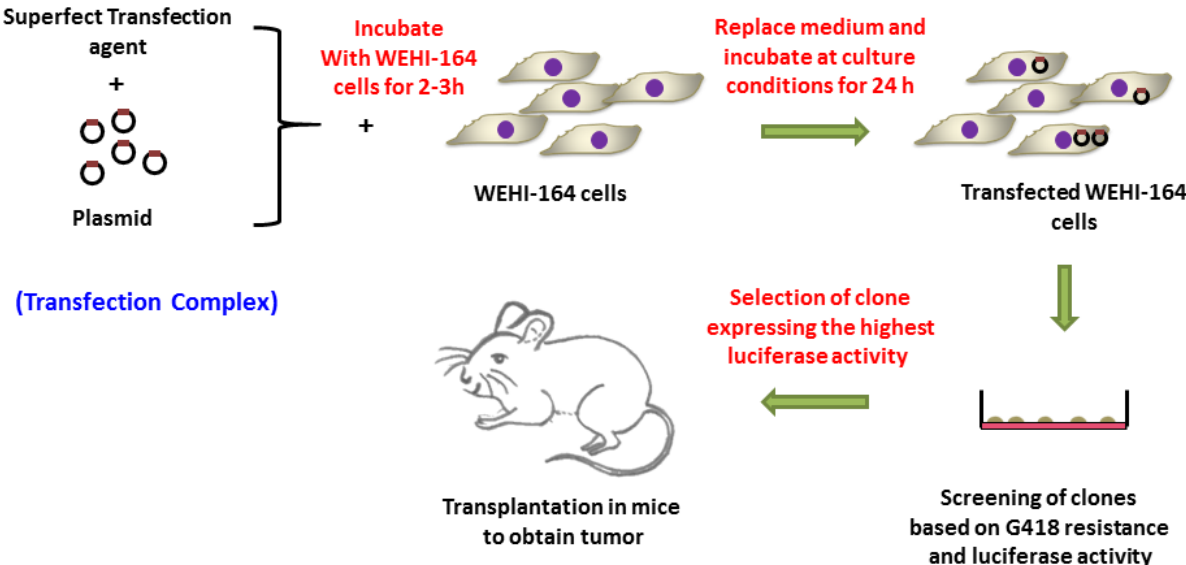 Superfect Transfection
agent
+
Plasmid
(Transfection Complex)
Incubate
With WEHI-164
cells for 2-3h
+
WEHI-164 cells
Replace medium and
incubate at culture
conditions for 24 h
Transfected WEHI-164
cells
Screening of clones
based on G418 resistance
and luciferase activity
Selection of clone
expressing the highest
luciferase activity
Transplantation in mice
to obtain tumor